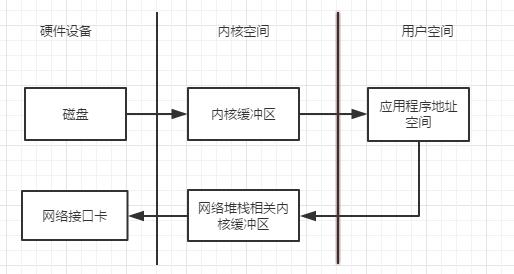 硬件设备
内核空间
用户空间
磁盘
内核缓冲区
应用程序地址
空间
网络接口卡
网络堆栈相关内
核缓冲区